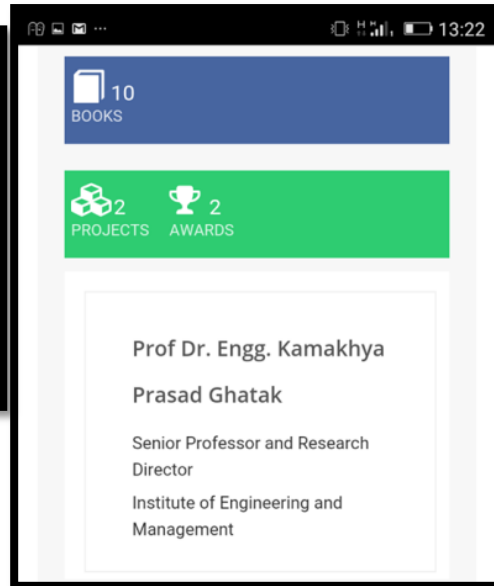 13:22
10
BOOKS
2 2
PROJECTS AWARDS
Prof Dr. Engg. Kamakhya
Prasad Ghatak
Senior Professor and Research
Director
Institute of Engineering and
Management